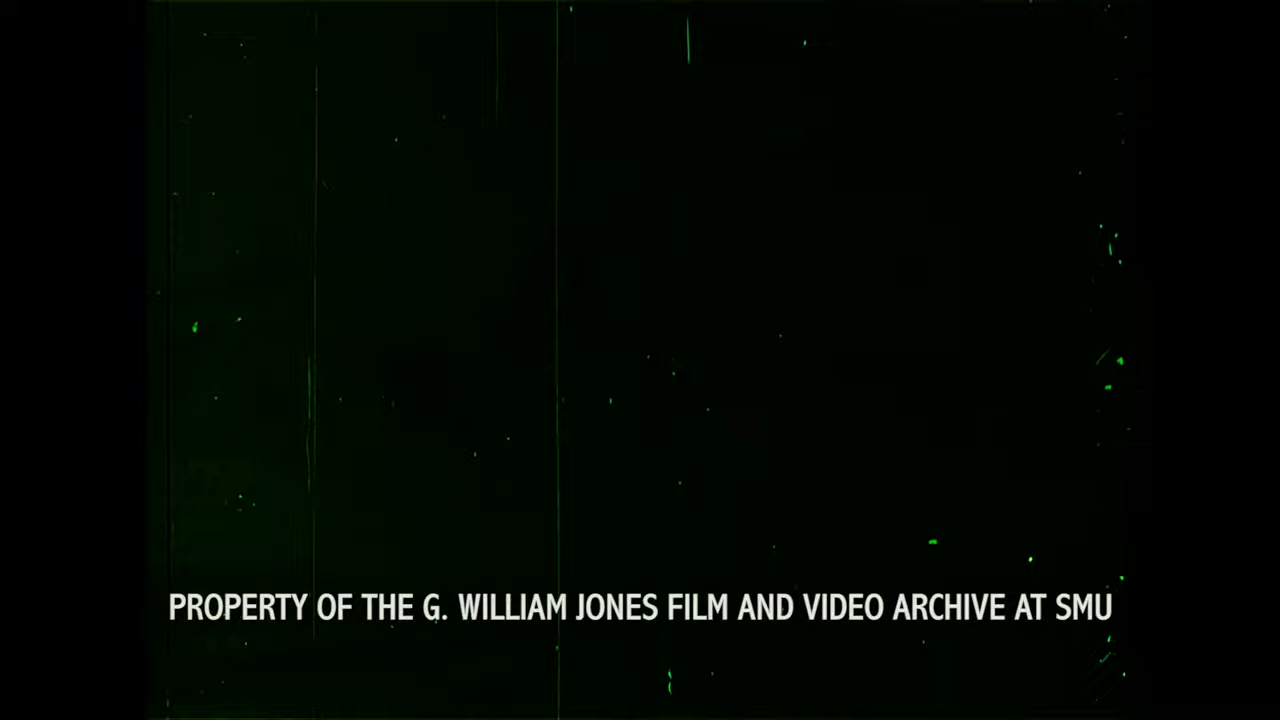 PROPERTY OF THE G. WILLIAM JONES FILM AND VIDEO ARCHIVE AT SMU